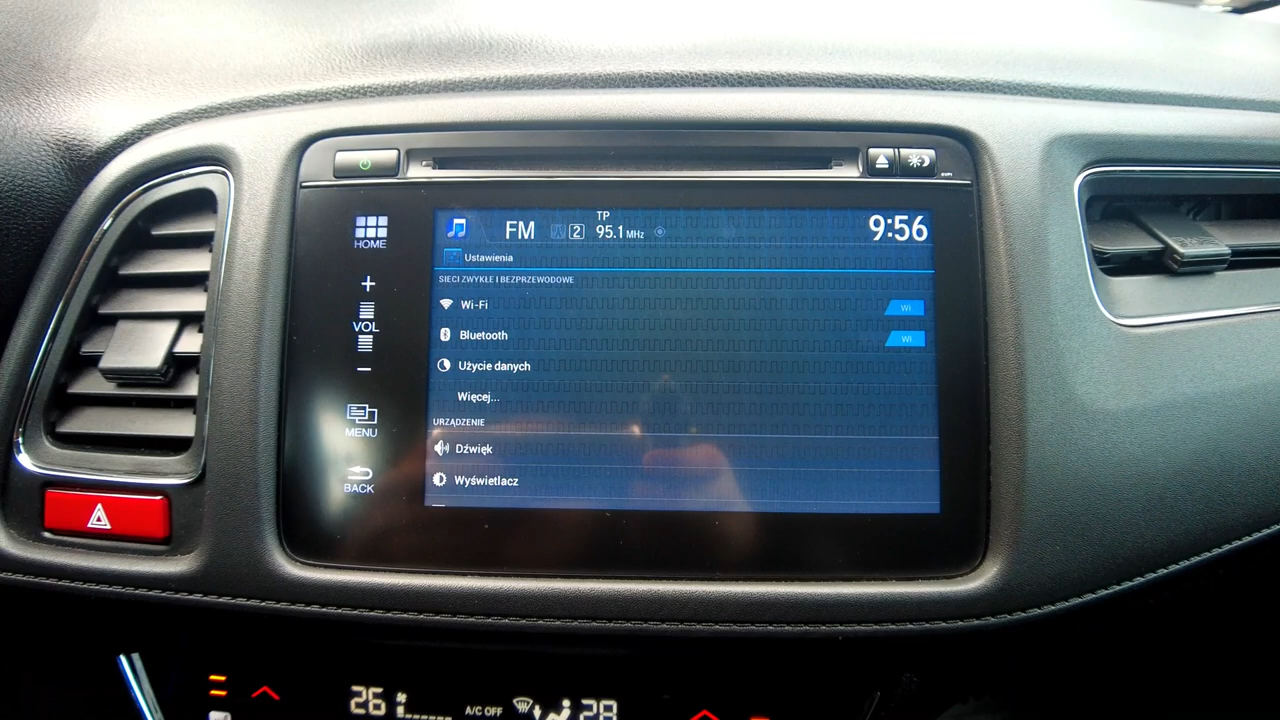 HOME
+
VOL
−
MENU
BACK
TP
FM 2 95.1 MHz 9:56
Ustawienia
SIECI ZWYKŁE I BEZPRZEWODOWE
Wi-Fi WŁ
Bluetooth WŁ
Użycie danych
Więcej...
URZĄDZENIE
Dźwięk
Wyświetlacz
26 A/C OFF 28